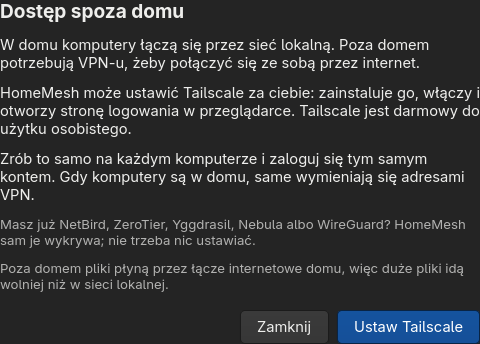 Dostęp spoza domu
W domu komputery łączą się przez sieć lokalną. Poza domem
potrzebują VPN-u, żeby połączyć się ze sobą przez internet.
HomeMesh może ustawić Tailscale za ciebie: zainstaluje go, włączy i
otworzy stronę logowania w przeglądarce. Tailscale jest darmowy do
użytku osobistego.
Zrób to samo na każdym komputerze i zaloguj się tym samym
kontem. Gdy komputery są w domu, same wymieniają się adresami
VPN.
Masz już NetBird, ZeroTier, Yggdrasil, Nebula albo WireGuard? HomeMesh
sam je wykrywa; nie trzeba nic ustawiać.
Poza domem pliki płyną przez łącze internetowe domu, więc duże pliki idą
wolniej niż w sieci lokalnej.
Zamknij
Ustaw Tailscale